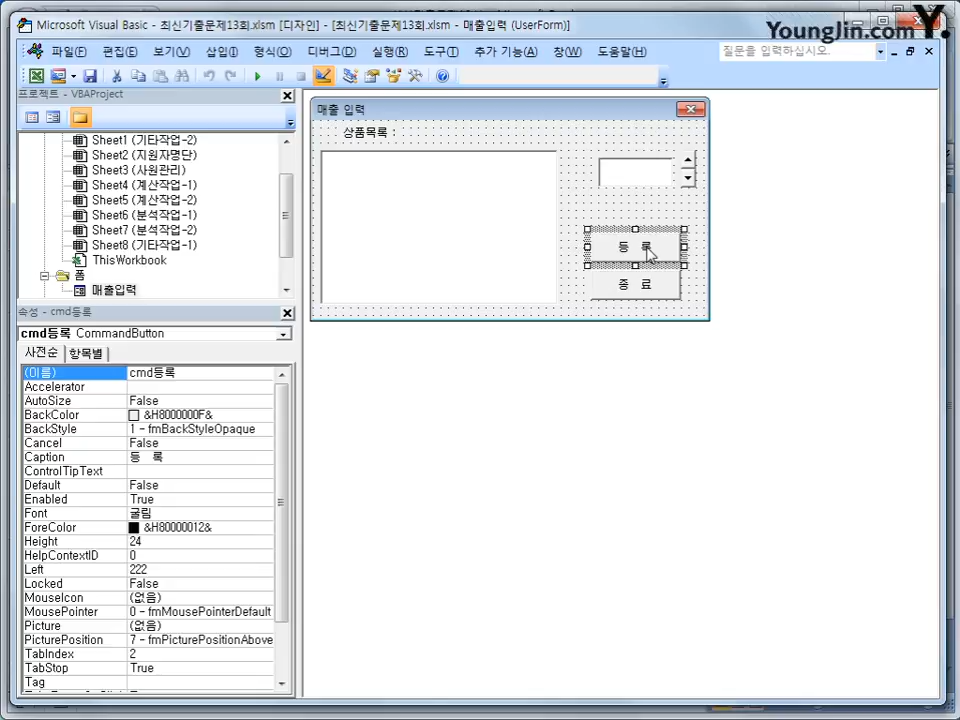 Microsoft Visual Basic - 최신기출문제13회.xlsm [디자인] - [최신기출문제13회.xlsm - 매출입력 (UserForm)]
Younglin.com Y.
파일(F) 편집(E) 보기(V) 삽입(I) 형식(O) 디버그(D) 실행(R) 도구(T) 추가 기능(A) 창(W) 도움말(H) 질문을 입력하십시오.
프로젝트 - VBAProject
Sheet1 (기타작업-2)
Sheet2 (지원자명단)
Sheet3 (사원관리)
Sheet4 (계산작업-1)
Sheet5 (계산작업-2)
Sheet6 (분석작업-1)
Sheet7 (분석작업-2)
Sheet8 (기타작업-1)
ThisWorkbook
폼
매출입력
속성 - cmd등록
cmd등록 CommandButton
사전순 항목별
(이름) cmd등록
Accelerator
AutoSize False
BackColor &H8000000F&
BackStyle 1 - fmBackStyleOpaque
Cancel False
Caption 등 록
ControlTipText
Default False
Enabled True
Font 굴림
ForeColor &H80000012&
Height 24
HelpContextID 0
Left 222
Locked False
MouseIcon (없음)
MousePointer 0 - fmMousePointerDefault
Picture (없음)
PicturePosition 7 - fmPicturePositionAbove
TabIndex 2
TabStop True
Tag
매출 입력
상품목록 :
등 록
종 료